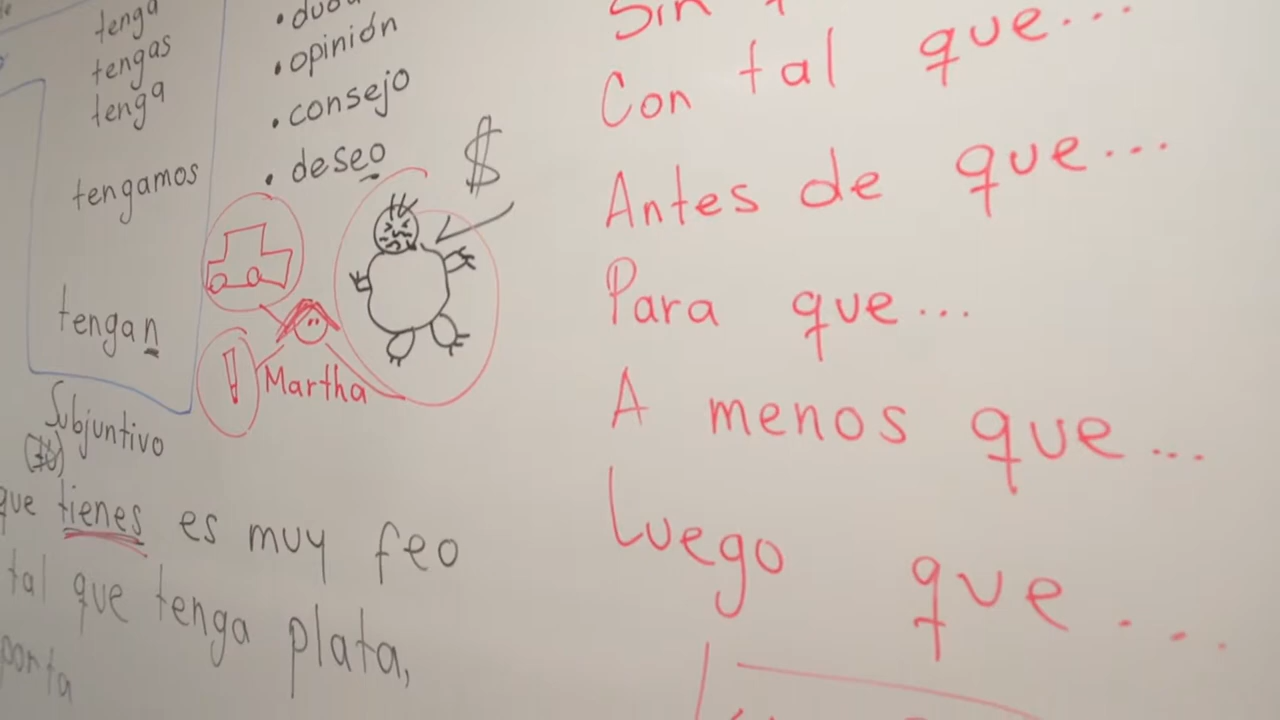 tenga
tengas
tenga
tengamos
tengan
Subjuntivo
• opinión
• consejo
• deseo
$
Martha
que tienes es muy feo
tal que tenga plata,
Sin
Con tal que...
Antes de que...
Para que...
A menos que...
Luego que...